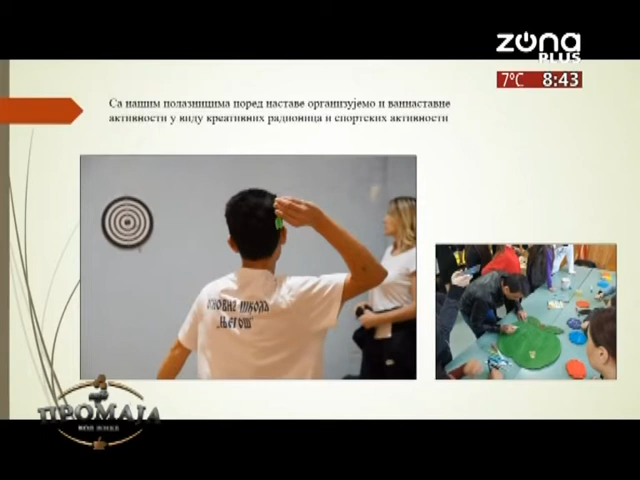 zona
PLUS
7°C 8:43
Са нашим полазницима поред наставе организујемо и ваннаставне
активности у виду креативних радионица и спортских активности
ОСНОВНА ШКОЛА
"ЊЕГОШ"
ПРОМАЈА